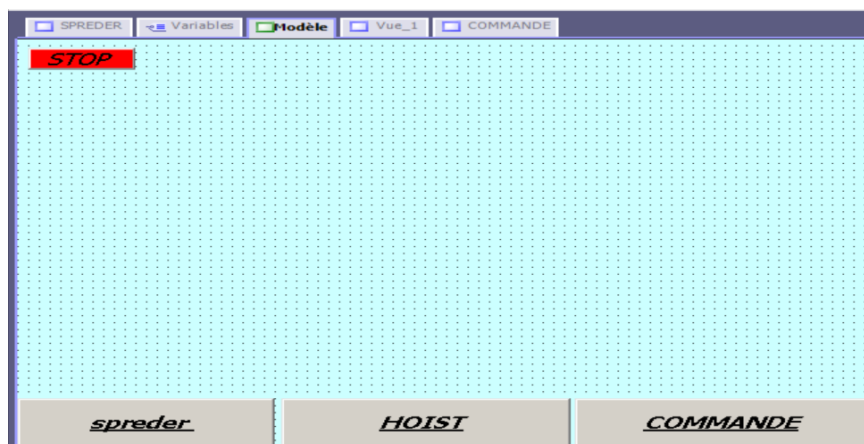 SPREDER Variables Modèle Vue_1 COMMANDE
STOP
spreder HOIST COMMANDE